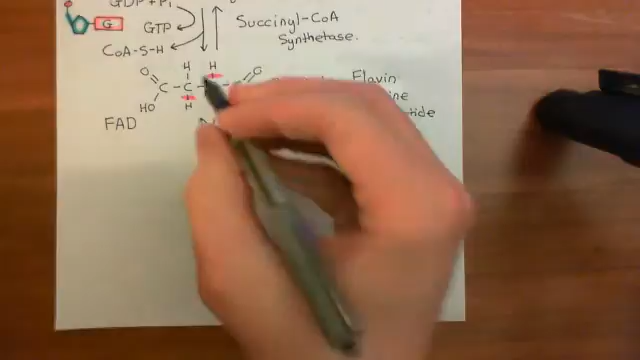 GDP + Pi
G
GTP
CoA-S-H
Succinyl-CoA
Synthetase.
H H
O
C - C -
HO H
FAD
Flavin